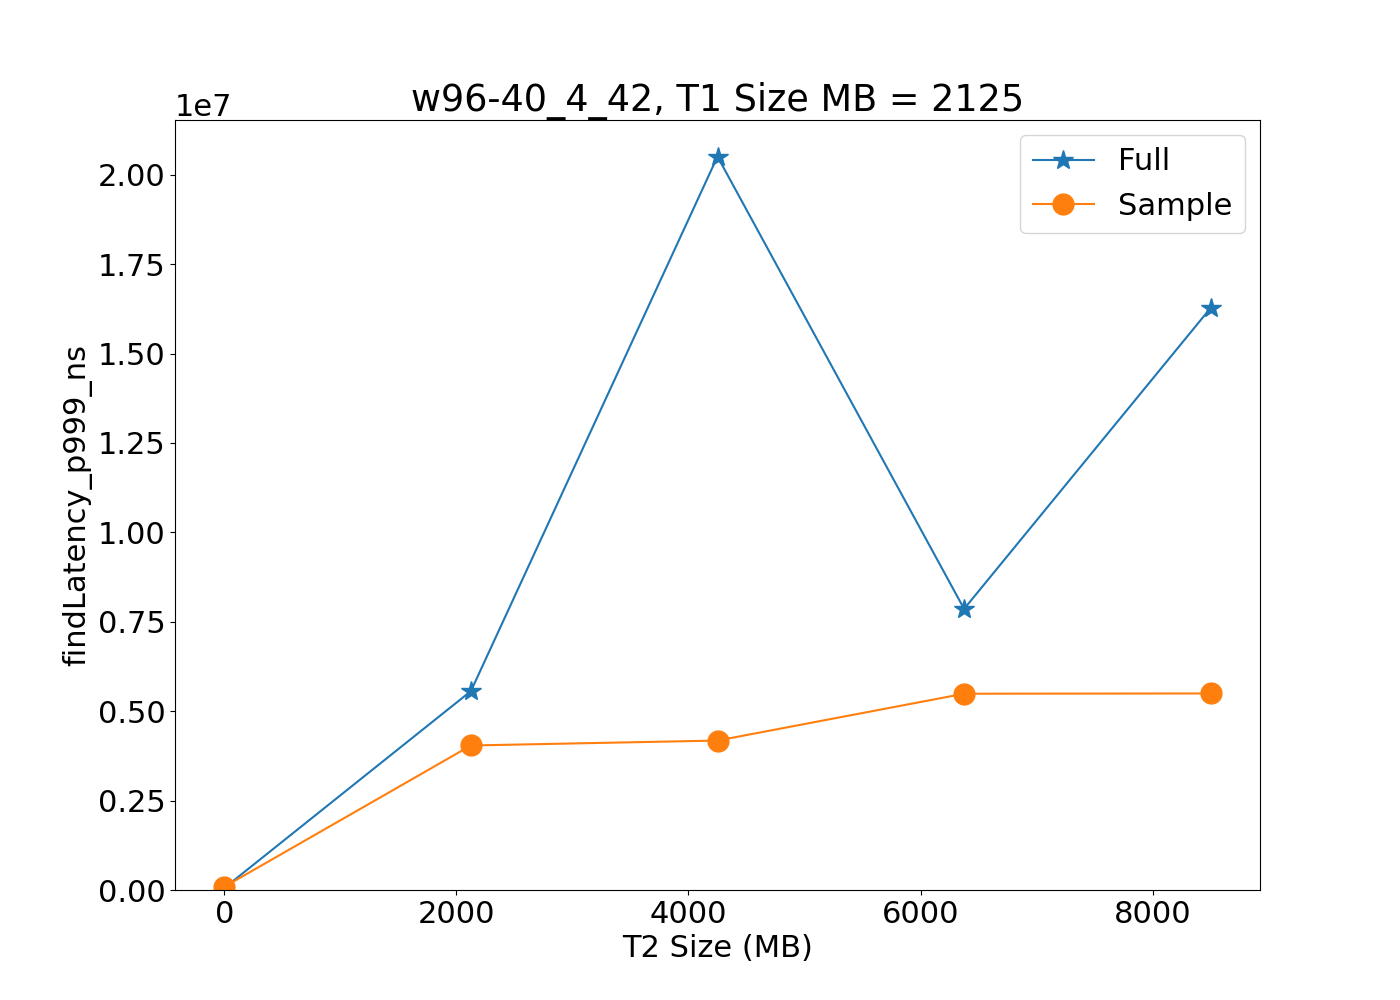 w96-40_4_42, T1 Size MB = 2125
1e7
Full
Sample
2.00
1.75
1.50
1.25
1.00
0.75
0.50
0.25
0.00
findLatency_p999_ns
0 2000 4000 6000 8000
T2 Size (MB)